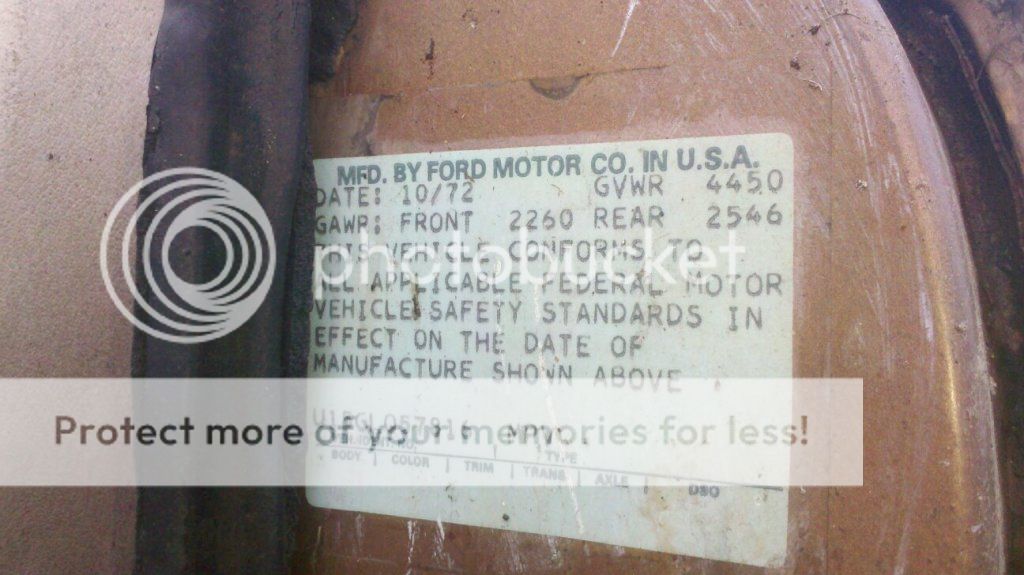 MFD. BY FORD MOTOR CO. IN U.S.A.
DATE: 10/72 GVWR 4450
GAWR: FRONT 2260 REAR 2546
THIS VEHICLE CONFORMS TO
ALL APPLICABLE FEDERAL MOTOR
VEHICLE SAFETY STANDARDS IN
EFFECT ON THE DATE OF
MANUFACTURE SHOWN ABOVE
MPV
TYPE
BODY COLOR TRIM TRANS AXLE DSO
photobucket
Protect more of your memories for less!